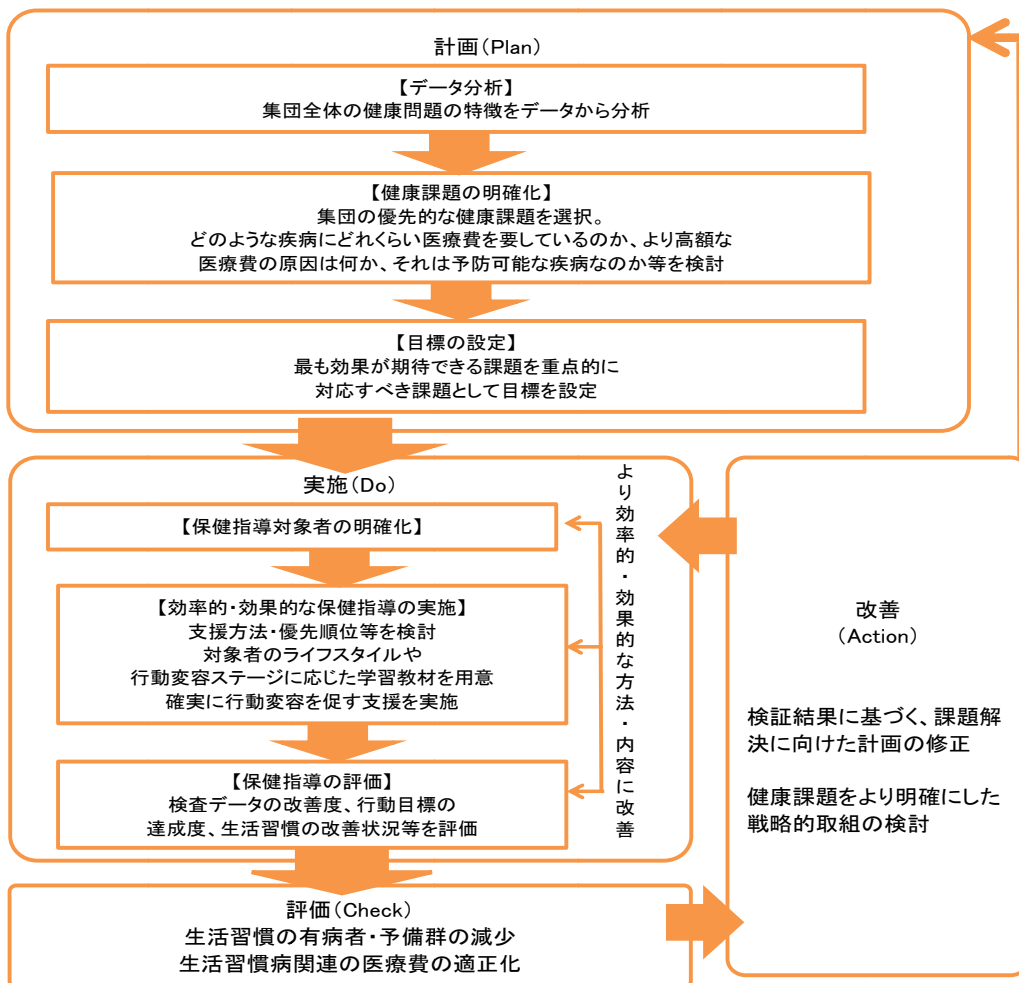 計画(Plan)
【データ分析】
集団全体の健康問題の特徴をデータから分析
【健康課題の明確化】
集団の優先的な健康課題を選択。
どのような疾病にどれくらい医療費を要しているのか、より高額な
医療費の原因は何か、それは予防可能な疾病なのか等を検討
【目標の設定】
最も効果が期待できる課題を重点的に
対応すべき課題として目標を設定
実施(Do)
【保健指導対象者の明確化】
【効率的・効果的な保健指導の実施】
支援方法・優先順位等を検討
対象者のライフスタイルや
行動変容ステージに応じた学習教材を用意
確実に行動変容を促す支援を実施
【保健指導の評価】
検査データの改善度、行動目標の
達成度、生活習慣の改善状況等を評価
より効率的・効果的な方法・内容に改善
評価(Check)
生活習慣の有病者・予備群の減少
生活習慣病関連の医療費の適正化
改善
(Action)
検証結果に基づく、課題解
決に向けた計画の修正
健康課題をより明確にした
戦略的取組の検討